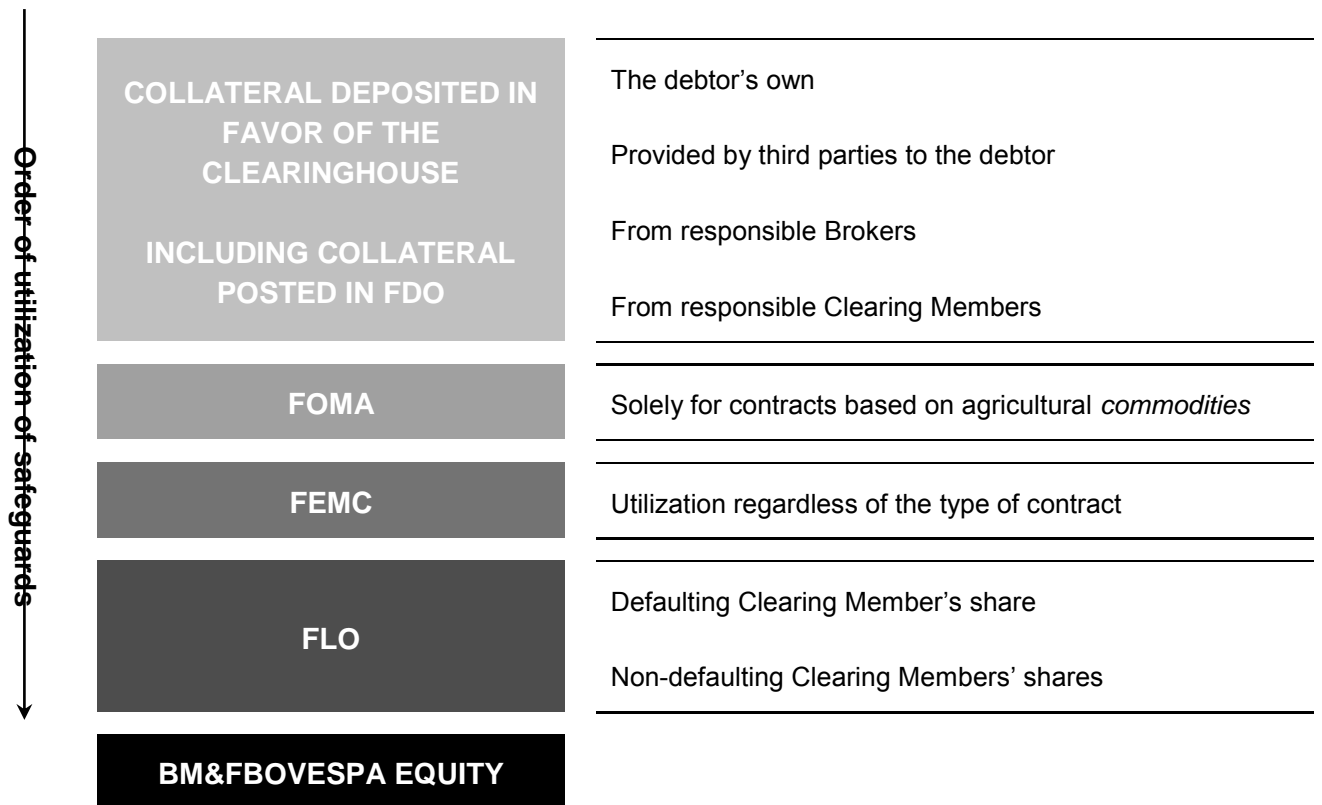 Order of utilization of safeguards
COLLATERAL DEPOSITED IN
FAVOR OF THE
CLEARINGHOUSE
INCLUDING COLLATERAL
POSTED IN FDO
The debtor’s own
Provided by third parties to the debtor
From responsible Brokers
From responsible Clearing Members
FOMA
Solely for contracts based on agricultural commodities
FEMC
Utilization regardless of the type of contract
FLO
Defaulting Clearing Member’s share
Non-defaulting Clearing Members’ shares
BM&FBOVESPA EQUITY